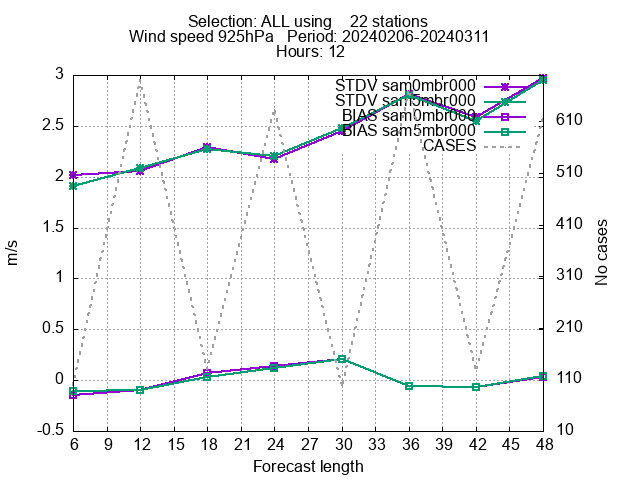 Selection: ALL using 22 stations
Wind speed 925hPa Period: 20240206-20240311
Hours: 12
STDV sam0mbr000
STDV sam5mbr000
BIAS sam0mbr000
BIAS sam5mbr000
CASES
3
2.5
2
1.5
1
0.5
0
-0.5
m/s
610
510
410
310
210
110
10
No cases
6 9 12 15 18 21 24 27 30 33 36 39 42 45 48
Forecast length